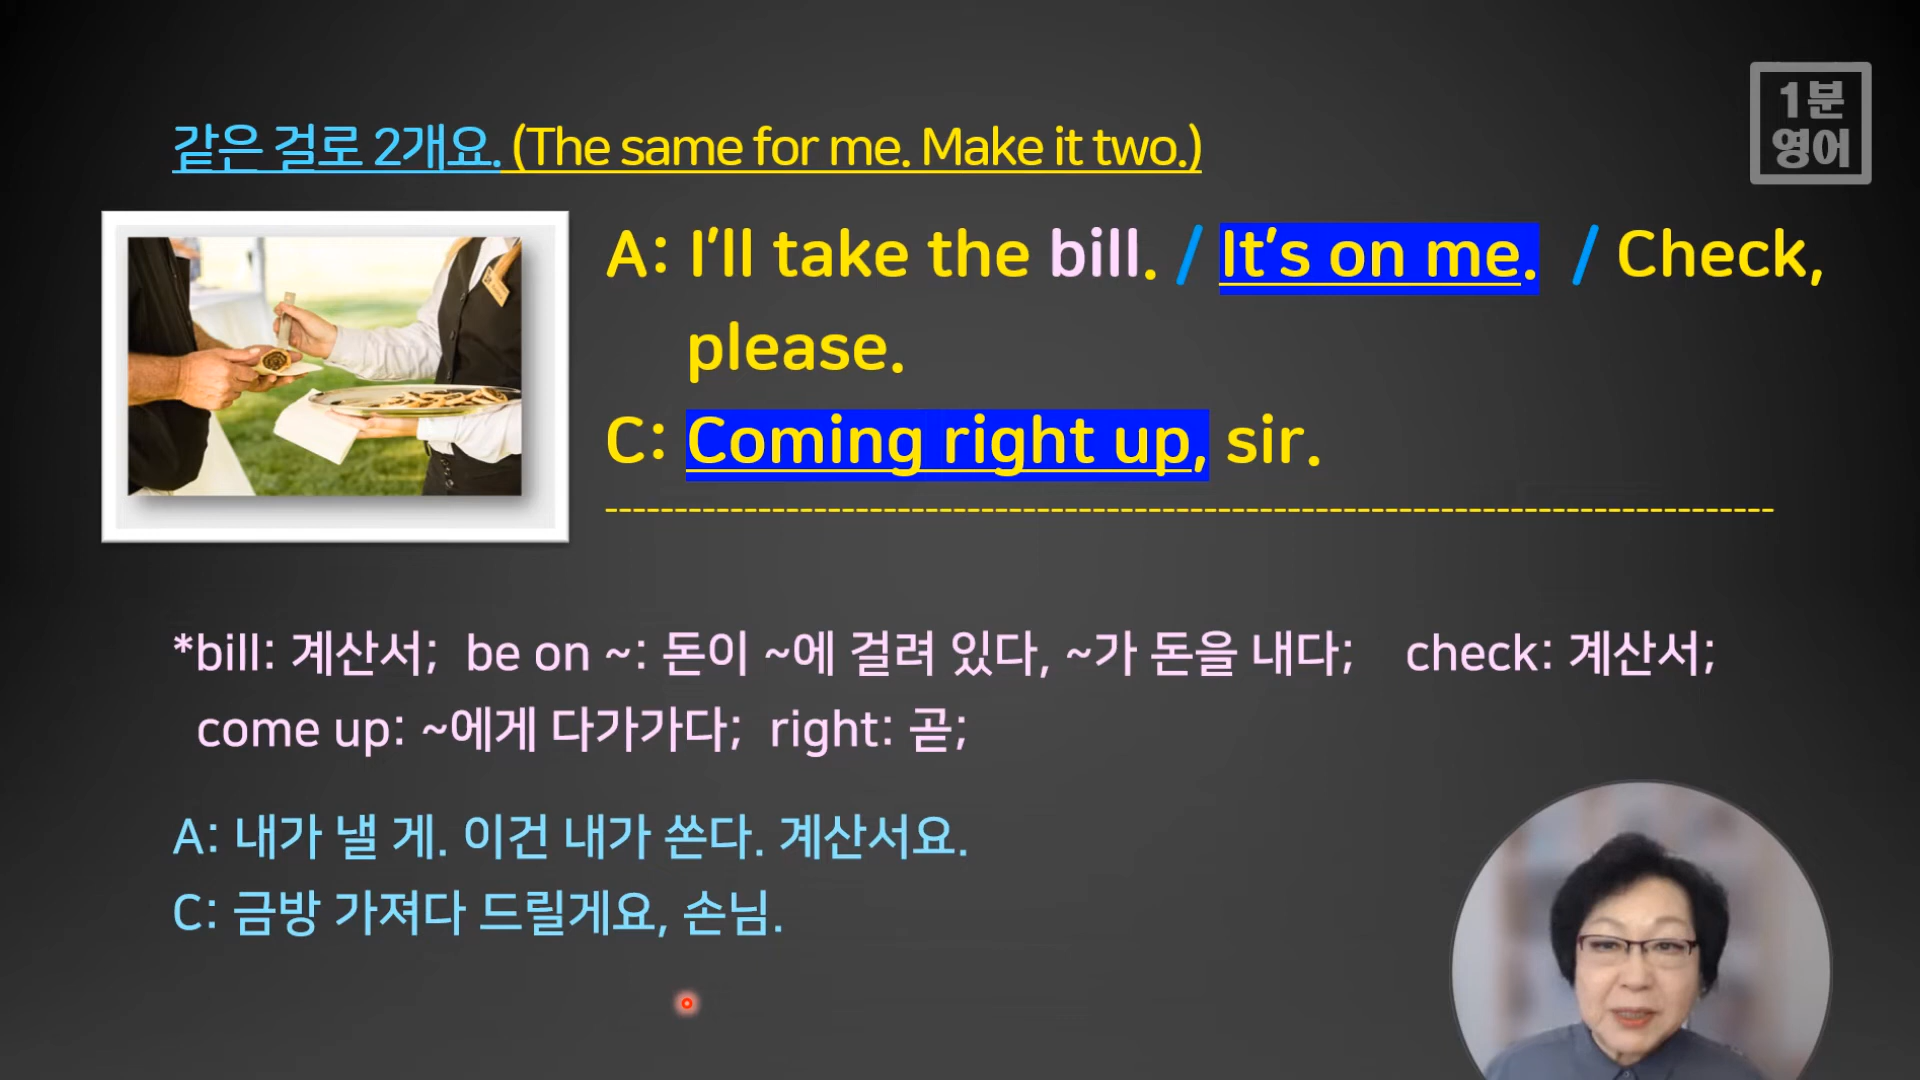 1분
영어
같은 걸로 2개요. (The same for me. Make it two.)
A: I'll take the bill. / It's on me. / Check,
please.
C: Coming right up, sir.
--------------------------------------------------------------------------------------
*bill: 계산서; be on ~: 돈이 ~에 걸려 있다, ~가 돈을 내다; check: 계산서;
come up: ~에게 다가가다; right: 곧;
A: 내가 낼 게. 이건 내가 쏜다. 계산서요.
C: 금방 가져다 드릴게요, 손님.